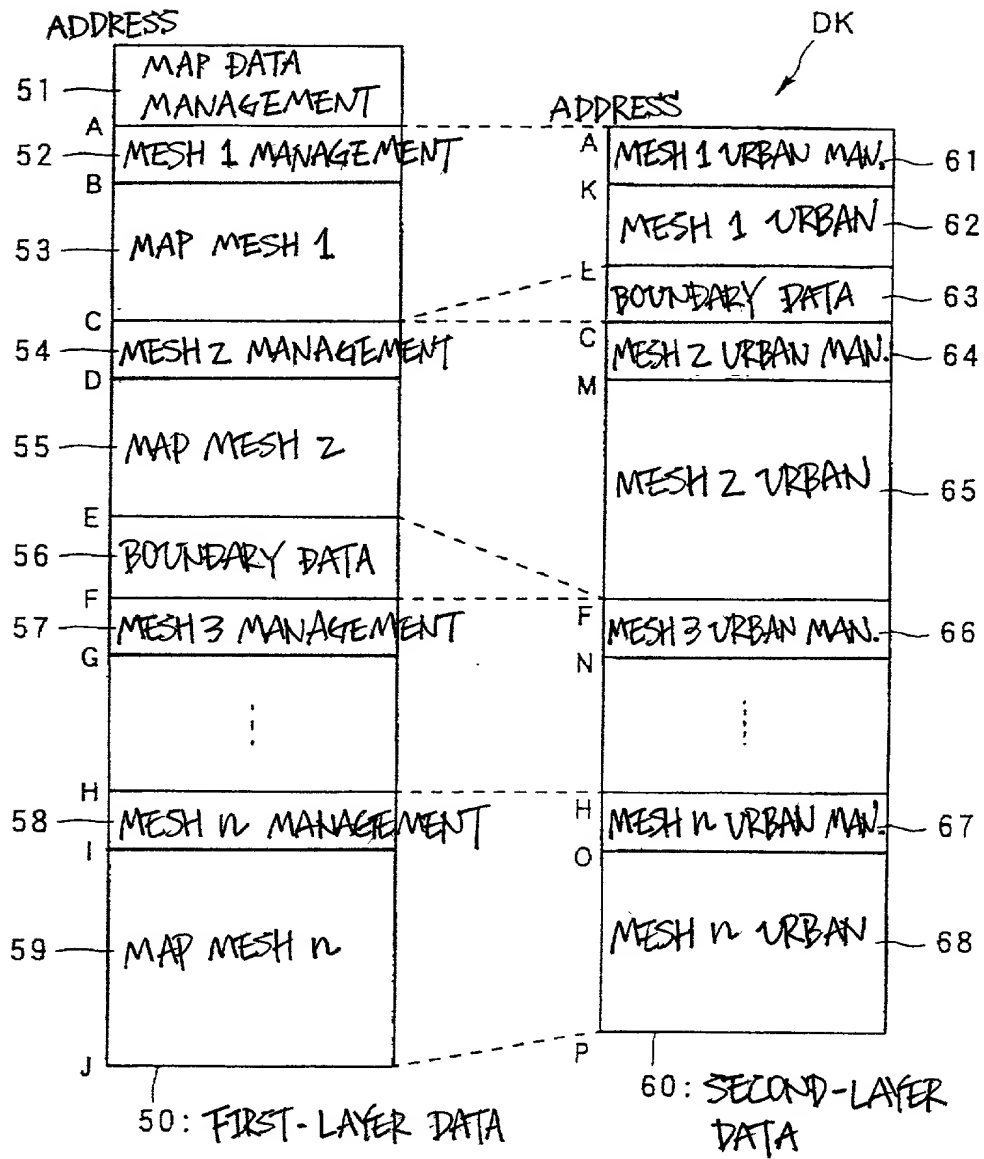 ADDRESS
DK
51
MAP DATA
MANAGEMENT
ADDRESS
A
A
52
MESH 1 MANAGEMENT
MESH 1 URBAN MAN.
61
B
K
53
MAP MESH 1
MESH 1 URBAN
62
L
BOUNDARY DATA
63
C
C
54
MESH 2 MANAGEMENT
MESH 2 URBAN MAN.
64
D
M
55
MAP MESH 2
MESH 2 URBAN
65
E
56
BOUNDARY DATA
F
F
57
MESH 3 MANAGEMENT
MESH 3 URBAN MAN.
66
G
N
H
H
58
MESH n MANAGEMENT
MESH n URBAN MAN.
67
I
O
59
MAP MESH n
MESH n URBAN
68
J
P
50: FIRST-LAYER DATA
60: SECOND-LAYER
DATA